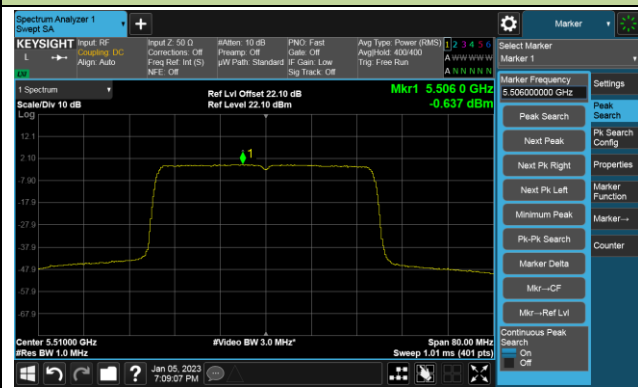 Spectrum Analyzer 1
Swept SA
Marker
KEYSIGHT
L
Input: RF
Coupling: DC
Align: Auto
Input Z: 50 Ω
Corrections: Off
Freq Ref: Int (S)
NFE: Off
#Atten: 10 dB
Preamp: Off
µW Path: Standard
PNO: Fast
Gate: Off
IF Gain: Low
Sig Track: Off
Avg Type: Power (RMS)
Avg|Hold: 400/400
Trig: Free Run
1 2 3 4 5 6
A W W W W W
A N N N N N
Select Marker
Marker 1
1 Spectrum
Scale/Div 10 dB
Log
Ref Lvl Offset 22.10 dB
Ref Level 22.10 dBm
Mkr1 5.506 0 GHz
-0.637 dBm
12.1
2.10
-7.90
-17.9
-27.9
-37.9
-47.9
-57.9
-67.9
1
Center 5.51000 GHz
#Res BW 1.0 MHz
#Video BW 3.0 MHz*
Span 80.00 MHz
Sweep 1.01 ms (401 pts)
Marker Frequency
5.506000000 GHz
Peak Search
Next Peak
Next Pk Right
Next Pk Left
Minimum Peak
Pk-Pk Search
Marker Delta
Mkr→CF
Mkr→Ref Lvl
Continuous Peak
Search
On
Off
Settings
Peak
Search
Pk Search
Config
Properties
Marker
Function
Marker→
Counter
Jan 05, 2023
7:09:07 PM